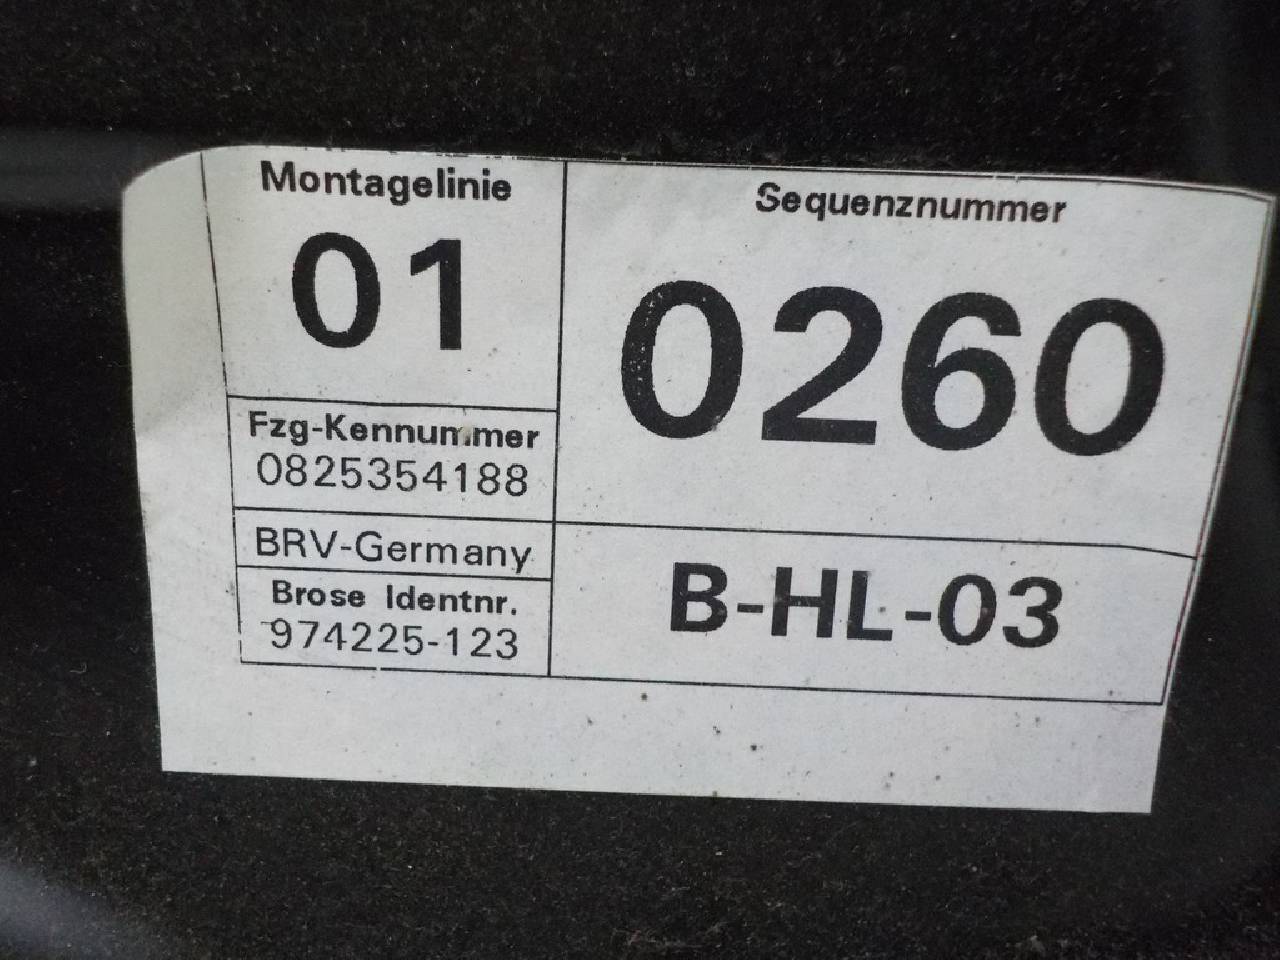 Montagelinie
01
Sequenznummer
0260
Fzg-Kennummer
0825354188
BRV-Germany
Brose Identnr.
974225-123
B-HL-03